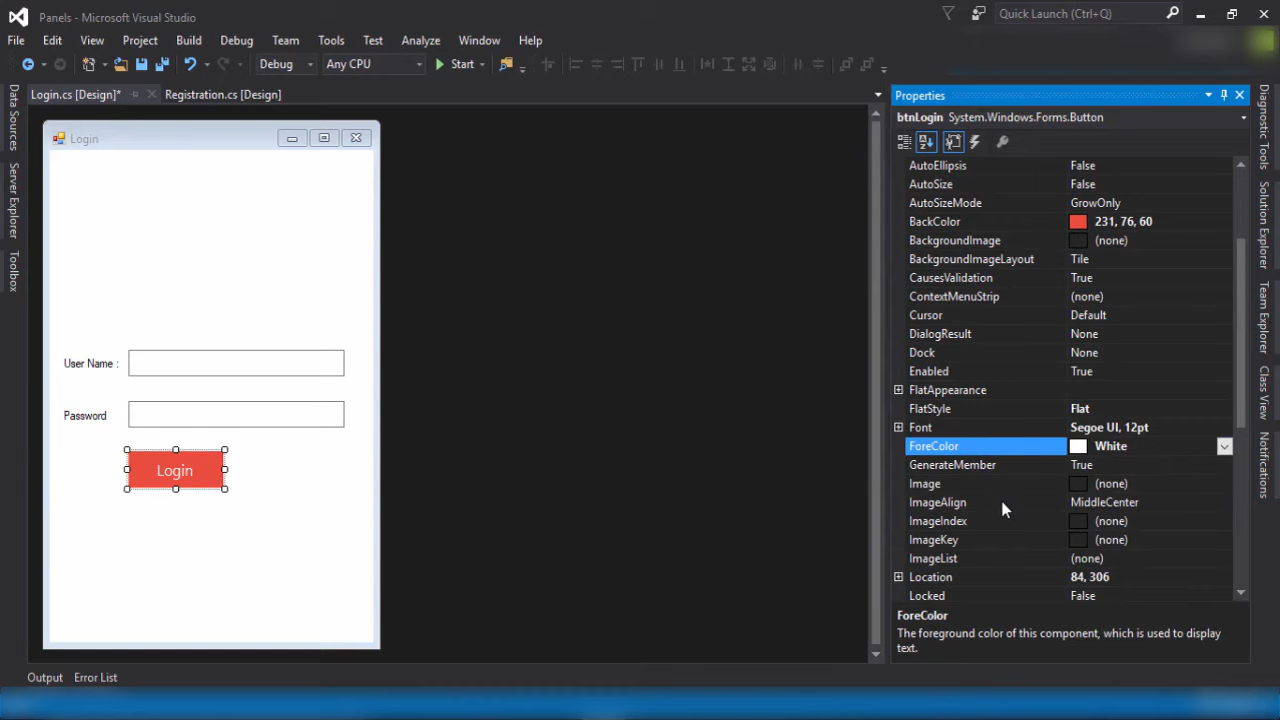 Panels - Microsoft Visual Studio
Quick Launch (Ctrl+Q)
File Edit View Project Build Debug Team Tools Test Analyze Window Help
Debug Any CPU Start
Data Sources
Server Explorer
Toolbox
Login.cs [Design]* Registration.cs [Design]
Login
User Name :
Password
Login
Properties
btnLogin System.Windows.Forms.Button
AutoEllipsis False
AutoSize False
AutoSizeMode GrowOnly
BackColor 231, 76, 60
BackgroundImage (none)
BackgroundImageLayout Tile
CausesValidation True
ContextMenuStrip (none)
Cursor Default
DialogResult None
Dock None
Enabled True
FlatAppearance
FlatStyle Flat
Font Segoe UI, 12pt
ForeColor White
GenerateMember True
Image (none)
ImageAlign MiddleCenter
ImageIndex (none)
ImageKey (none)
ImageList (none)
Location 84, 306
Locked False
ForeColor
The foreground color of this component, which is used to display
text.
Diagnostic Tools
Solution Explorer
Team Explorer
Class View
Notifications
Output Error List